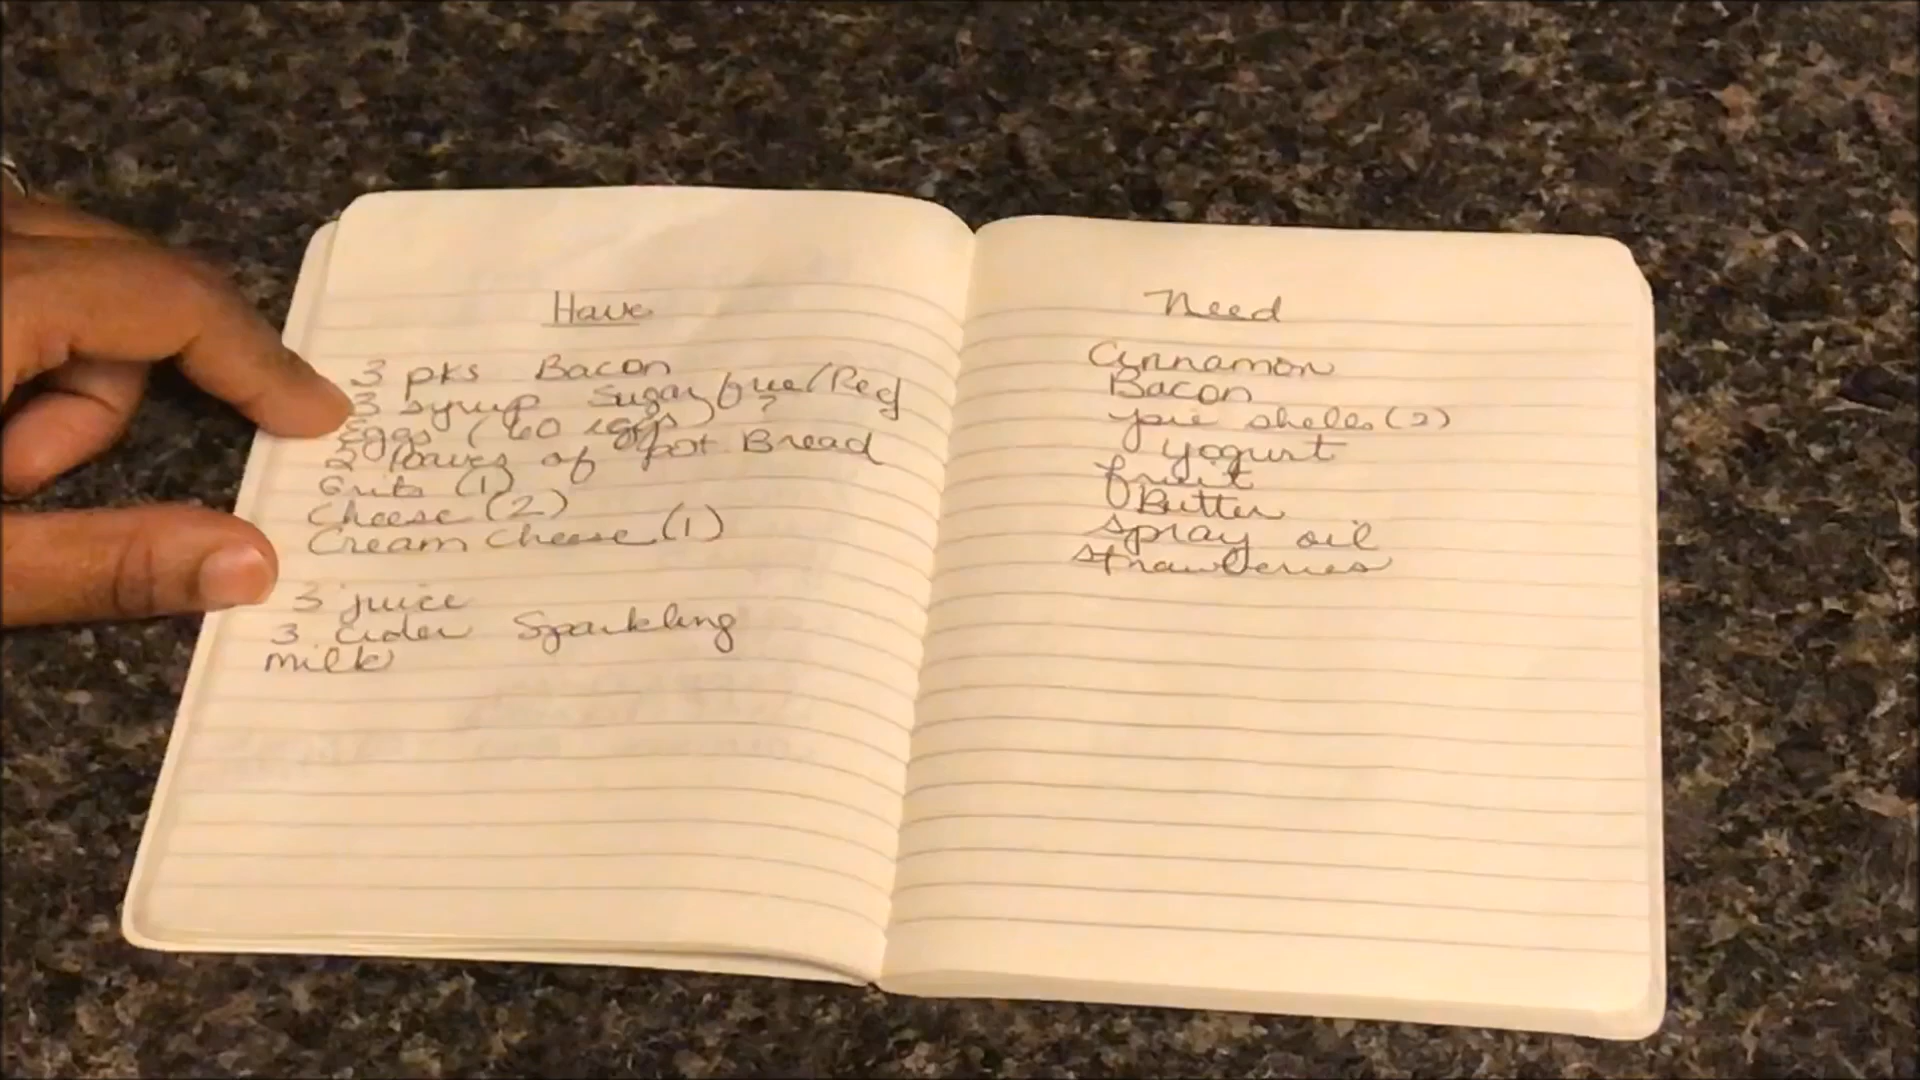 Have
3 pks Bacon
3 syrup Sugar free/Reg
Eggs (60 eggs)
2 loaves of pot. Bread
Grits (1)
Cheese (2)
Cream Cheese (1)
3 juice
3 Cider Sparkling
milk
Need
Cinnamon
Bacon
pie shells (2)
yogurt
fruit
Butter
spray oil
strawberries